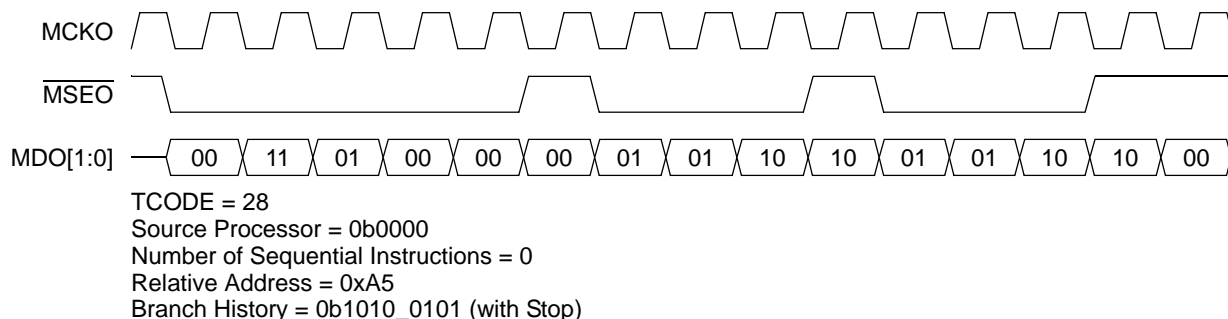 MCKO
MSEO
MDO[1:0] 00 11 01 00 00 00 01 01 10 10 01 01 10 10 00
TCODE = 28
Source Processor = 0b0000
Number of Sequential Instructions = 0
Relative Address = 0xA5
Branch History = 0b1010_0101 (with Stop)